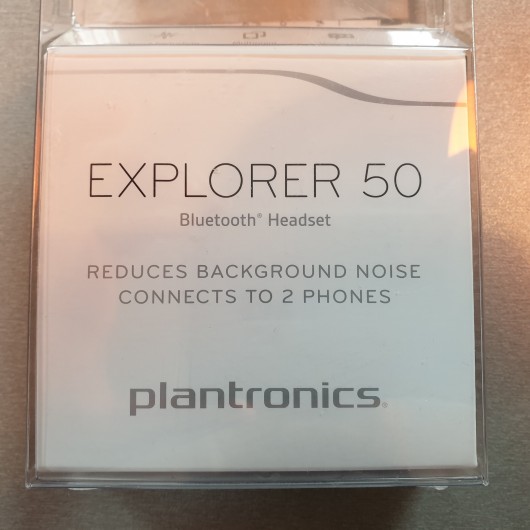 EXPLORER 50
Bluetooth® Headset
REDUCES BACKGROUND NOISE
CONNECTS TO 2 PHONES
plantronics®